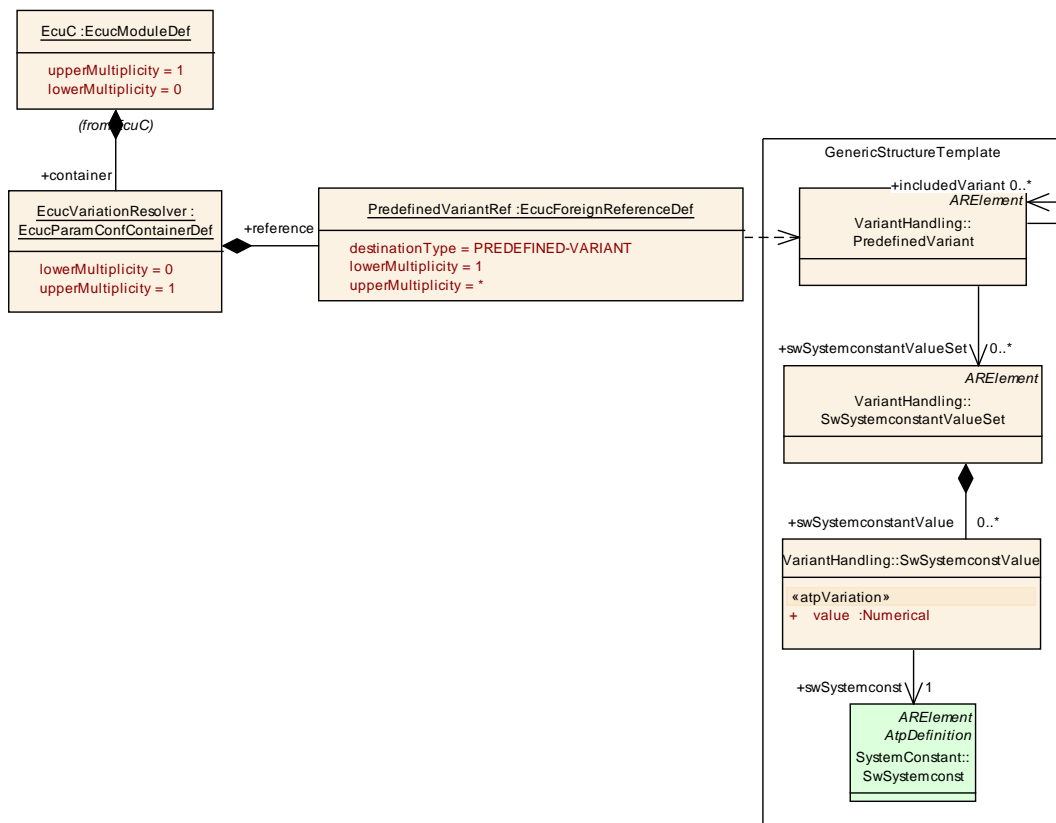 EcuC :EcucModuleDef
upperMultiplicity = 1
lowerMultiplicity = 0
(from EcuC)
+container
EcucVariationResolver :
EcucParamConfContainerDef
lowerMultiplicity = 0
upperMultiplicity = 1
+reference
PredefinedVariantRef :EcucForeignReferenceDef
destinationType = PREDEFINED-VARIANT
lowerMultiplicity = 1
upperMultiplicity = *
GenericStructureTemplate
+includedVariant 0..*
ARElement
VariantHandling::
PredefinedVariant
+swSystemconstantValueSet 0..*
ARElement
VariantHandling::
SwSystemconstantValueSet
+swSystemconstantValue 0..*
VariantHandling::SwSystemconstValue
«atpVariation»
+ value :Numerical
+swSystemconst 1
ARElement
AtpDefinition
SystemConstant::
SwSystemconst